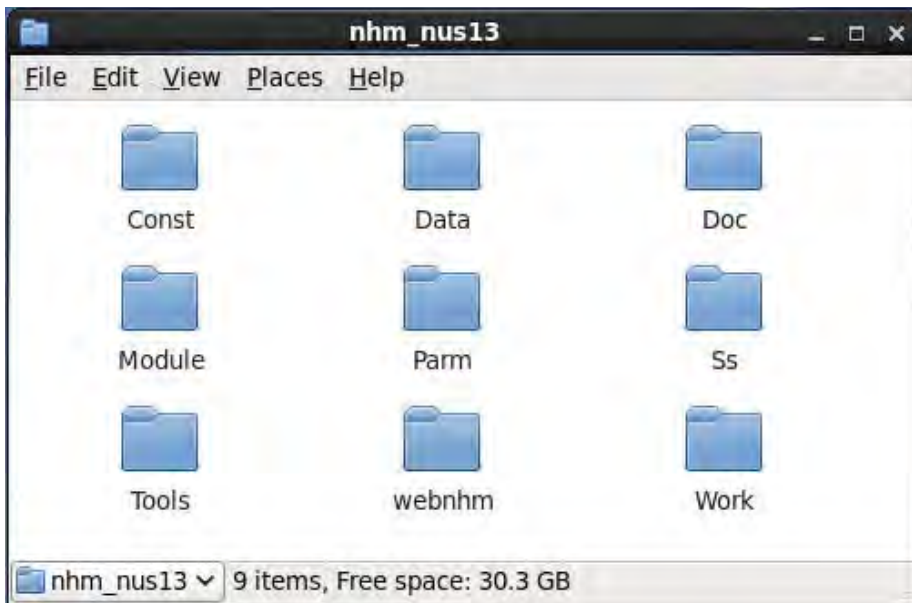 nhm_nus13
File Edit View Places Help
Const Data Doc
Module Parm Ss
Tools webnhm Work
nhm_nus13 9 items, Free space: 30.3 GB